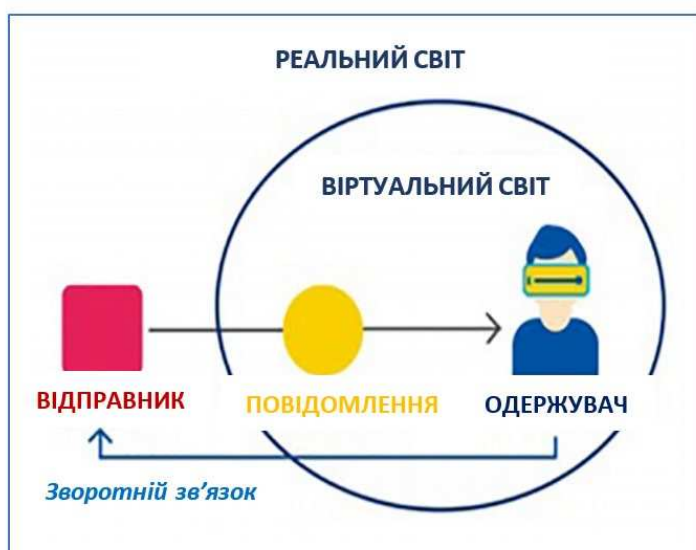 РЕАЛЬНИЙ СВІТ
ВІРТУАЛЬНИЙ СВІТ
ВІДПРАВНИК
ПОВІДОМЛЕННЯ
ОДЕРЖУВАЧ
Зворотній зв’язок